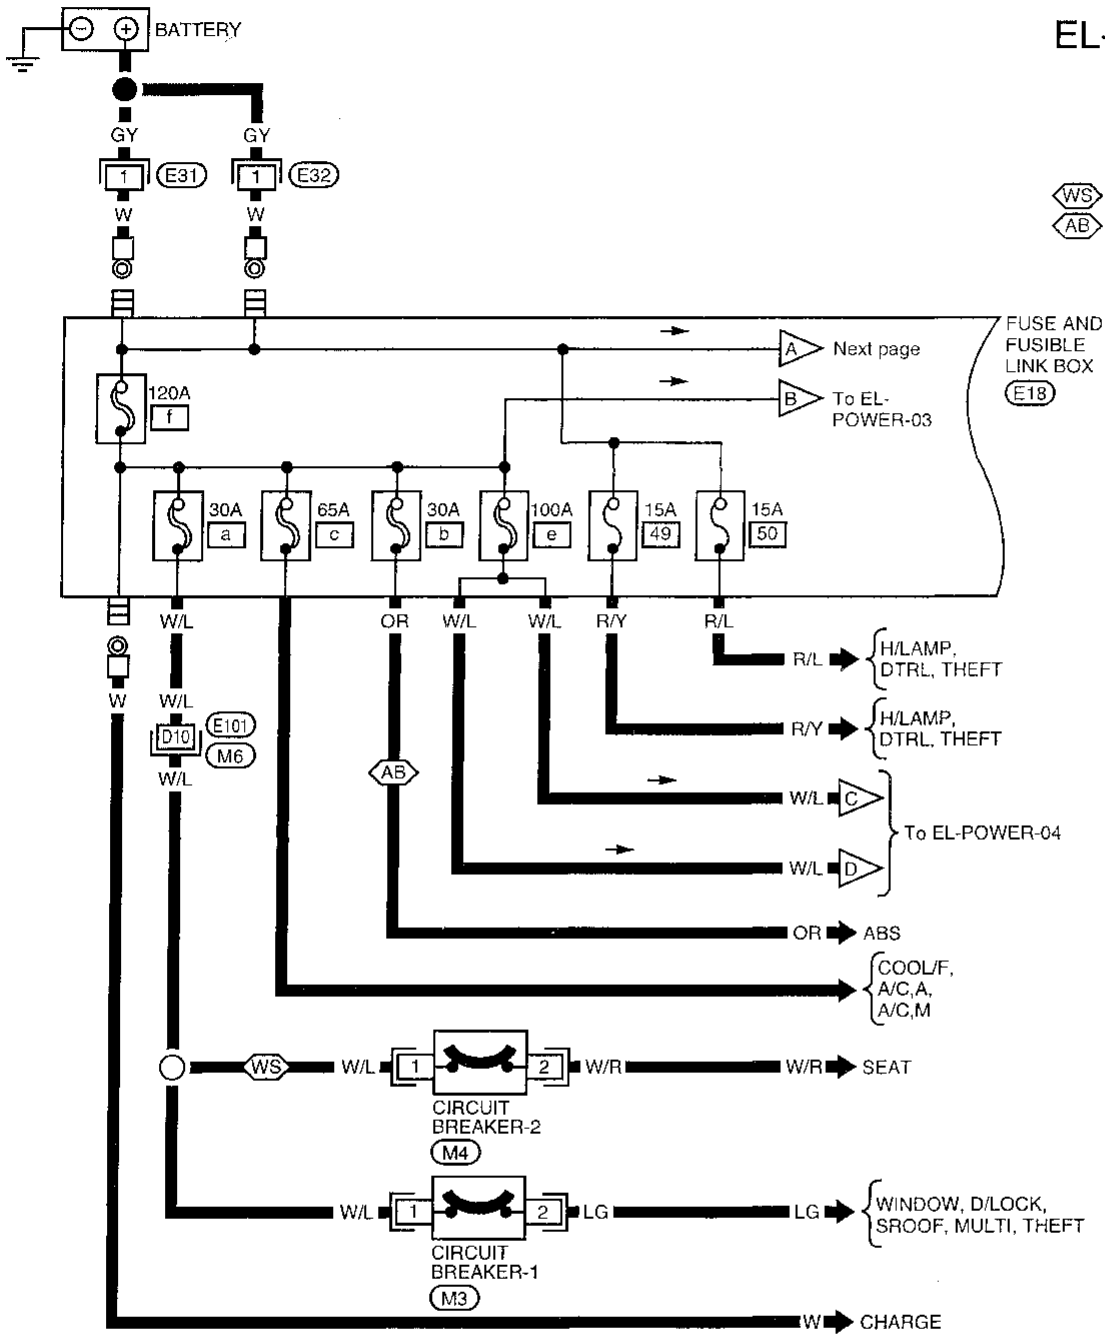 BATTERY
EL-
GY
GY
1
E31
1
E32
W
W
WS
AB
FUSE AND
FUSIBLE
LINK BOX
E18
A
Next page
120A
f
B
To EL-
POWER-03
30A
a
65A
c
30A
b
100A
e
15A
49
15A
50
W/L
OR
W/L
W/L
R/Y
R/L
R/L
H/LAMP,
DTRL, THEFT
W
W/L
D10
E101
M6
W/L
R/Y
H/LAMP,
DTRL, THEFT
AB
W/L
C
To EL-POWER-04
W/L
D
OR
ABS
COOL/F,
A/C,A,
A/C,M
WS
W/L
1
2
W/R
W/R
SEAT
CIRCUIT
BREAKER-2
M4
W/L
1
2
LG
LG
WINDOW, D/LOCK,
SROOF, MULTI, THEFT
CIRCUIT
BREAKER-1
M3
W
CHARGE